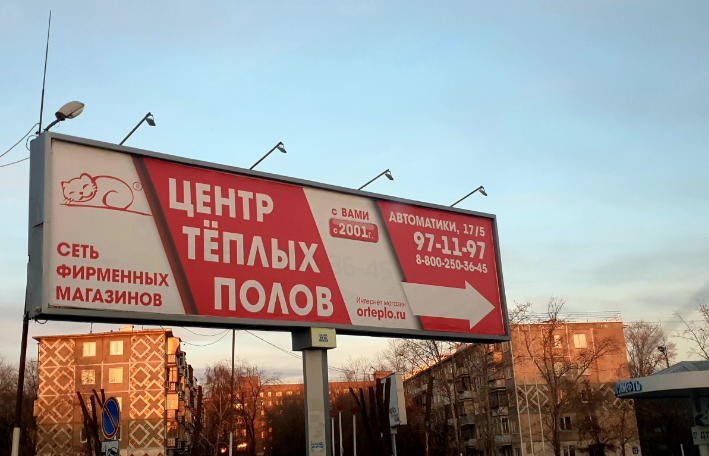 СЕТЬ
ФИРМЕННЫХ
МАГАЗИНОВ
ЦЕНТР
ТЁПЛЫХ
ПОЛОВ
С ВАМИ
с 2001г.
Интернет магазин
orteplo.ru
АВТОМАТИКИ, 17/5
97-11-97
8-800-250-36-45